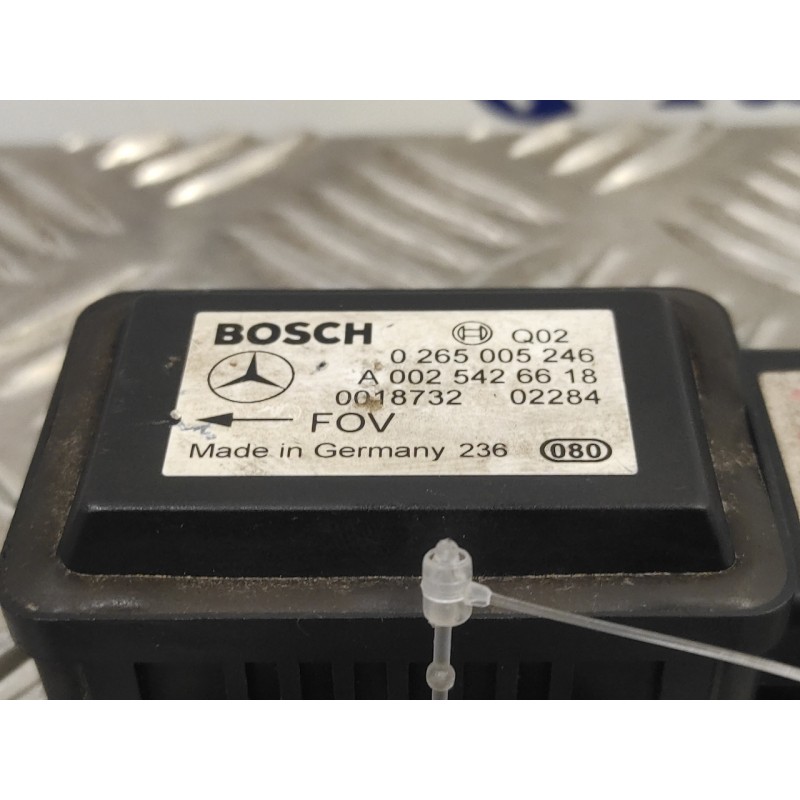 BOSCH Q02
0 265 005 246
A 002 542 66 18
0018732 02284
FOV
Made in Germany 236 080